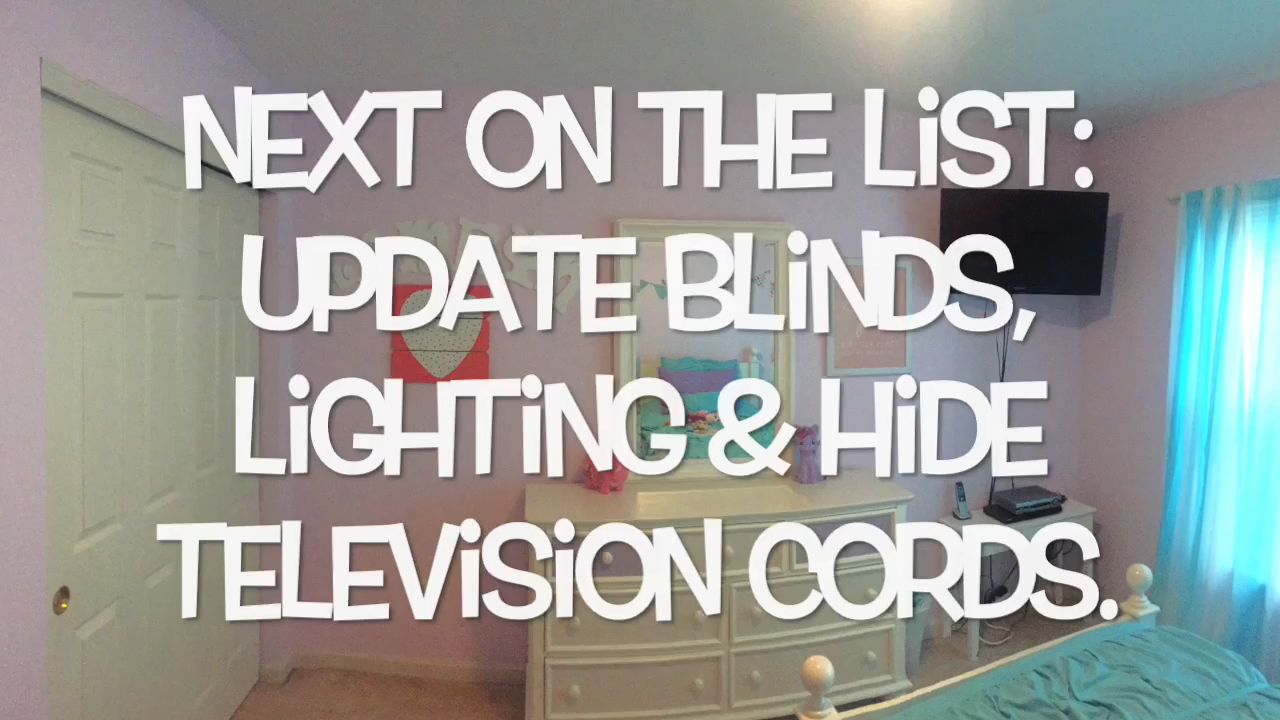 NEXT ON THE LiST:
UPDATE BLiNDS,
LiGHTiNG & HiDE
TELEViSiON CORDS.